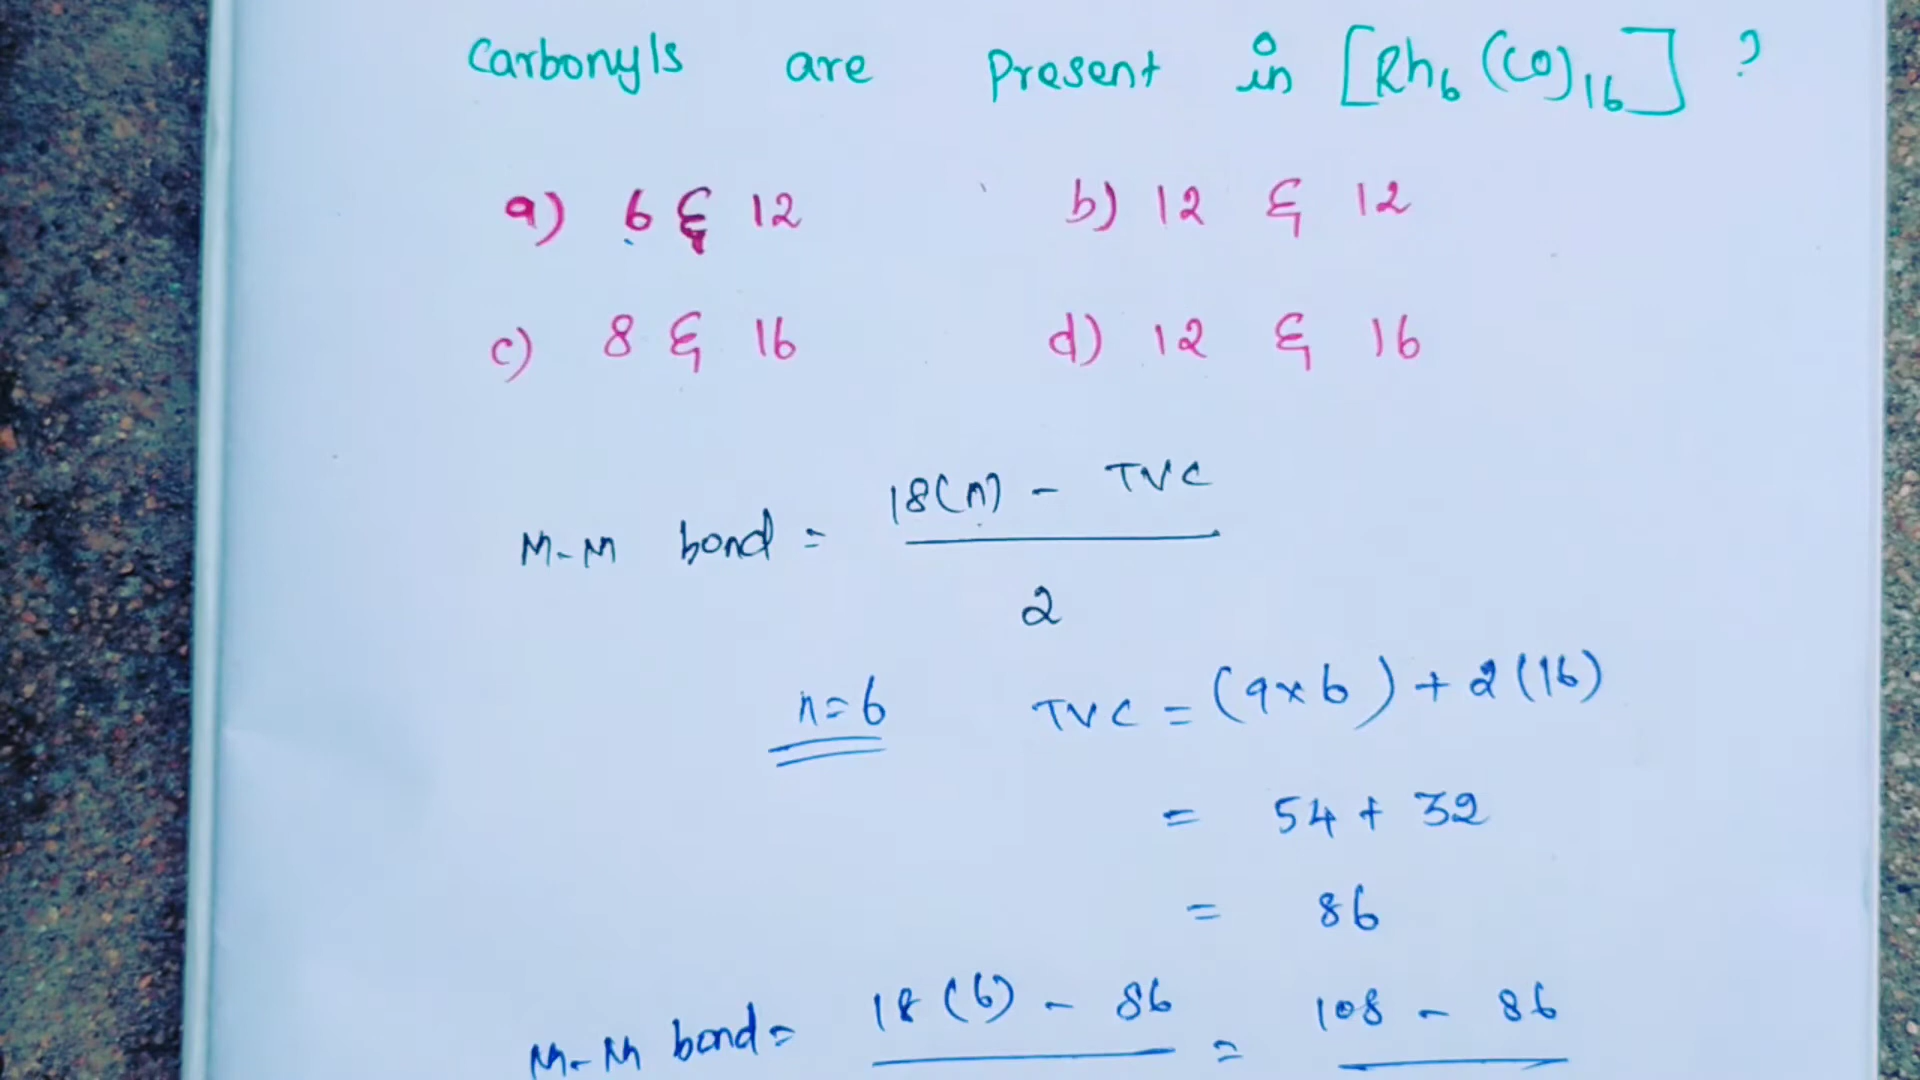 Carbonyls are Present in [Rh₆(CO)₁₆] ?
a) 6 & 12 b) 12 & 12
c) 8 & 16 d) 12 & 16
M-M bond = 18(n) - TVC / 2
n=6 TVC = (9×6) + 2(16)
= 54 + 32
= 86
M-M bond = 18(6) - 86 = 108 - 86